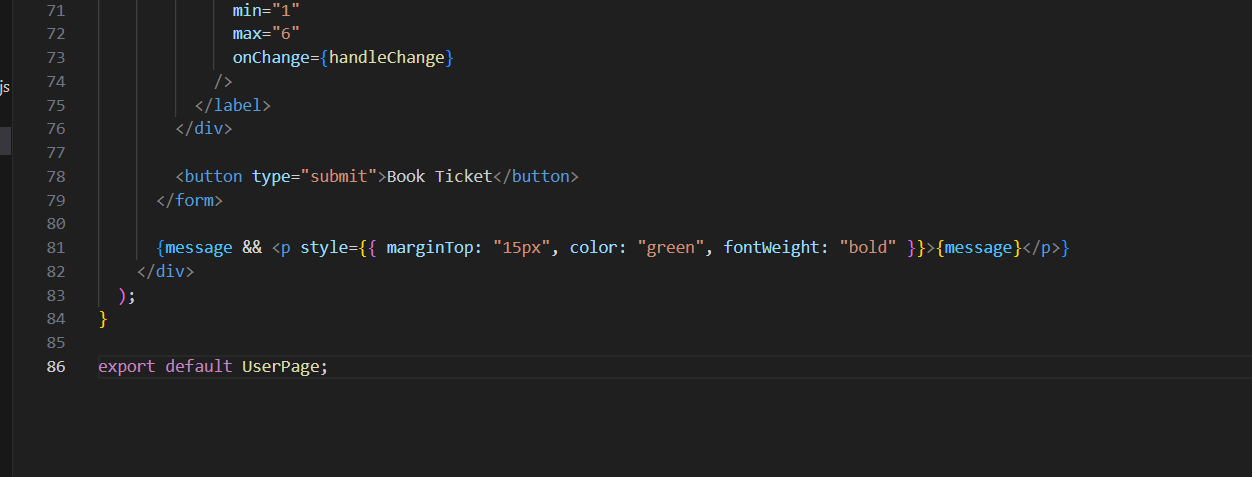 71 min="1"
72 max="6"
73 onChange={handleChange}
js
74 />
75 </label>
76 </div>
77
78 <button type="submit">Book Ticket</button>
79 </form>
80
81 {message && <p style={{ marginTop: "15px", color: "green", fontWeight: "bold" }}>{message}</p>}
82 </div>
83 );
84 }
85
86 export default UserPage;